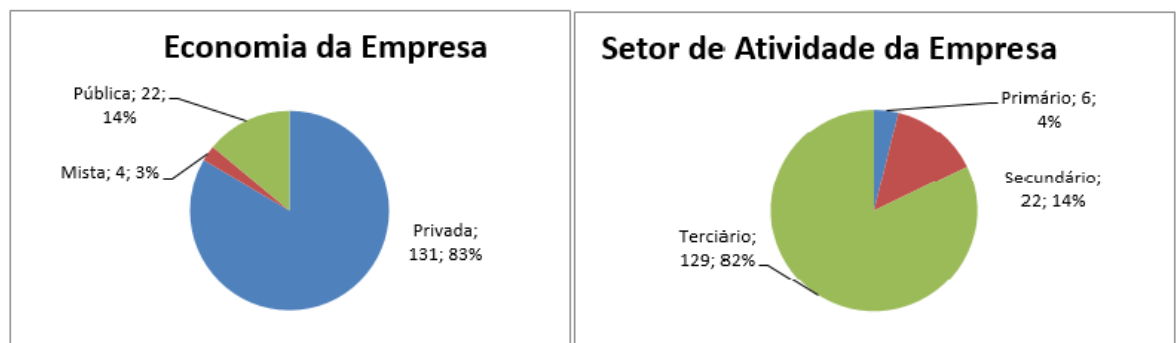 Economia da Empresa
Pública; 22;
14%
Mista; 4; 3%
Privada;
131; 83%
Setor de Atividade da Empresa
Primário; 6;
4%
Secundário;
22; 14%
Terciário;
129; 82%